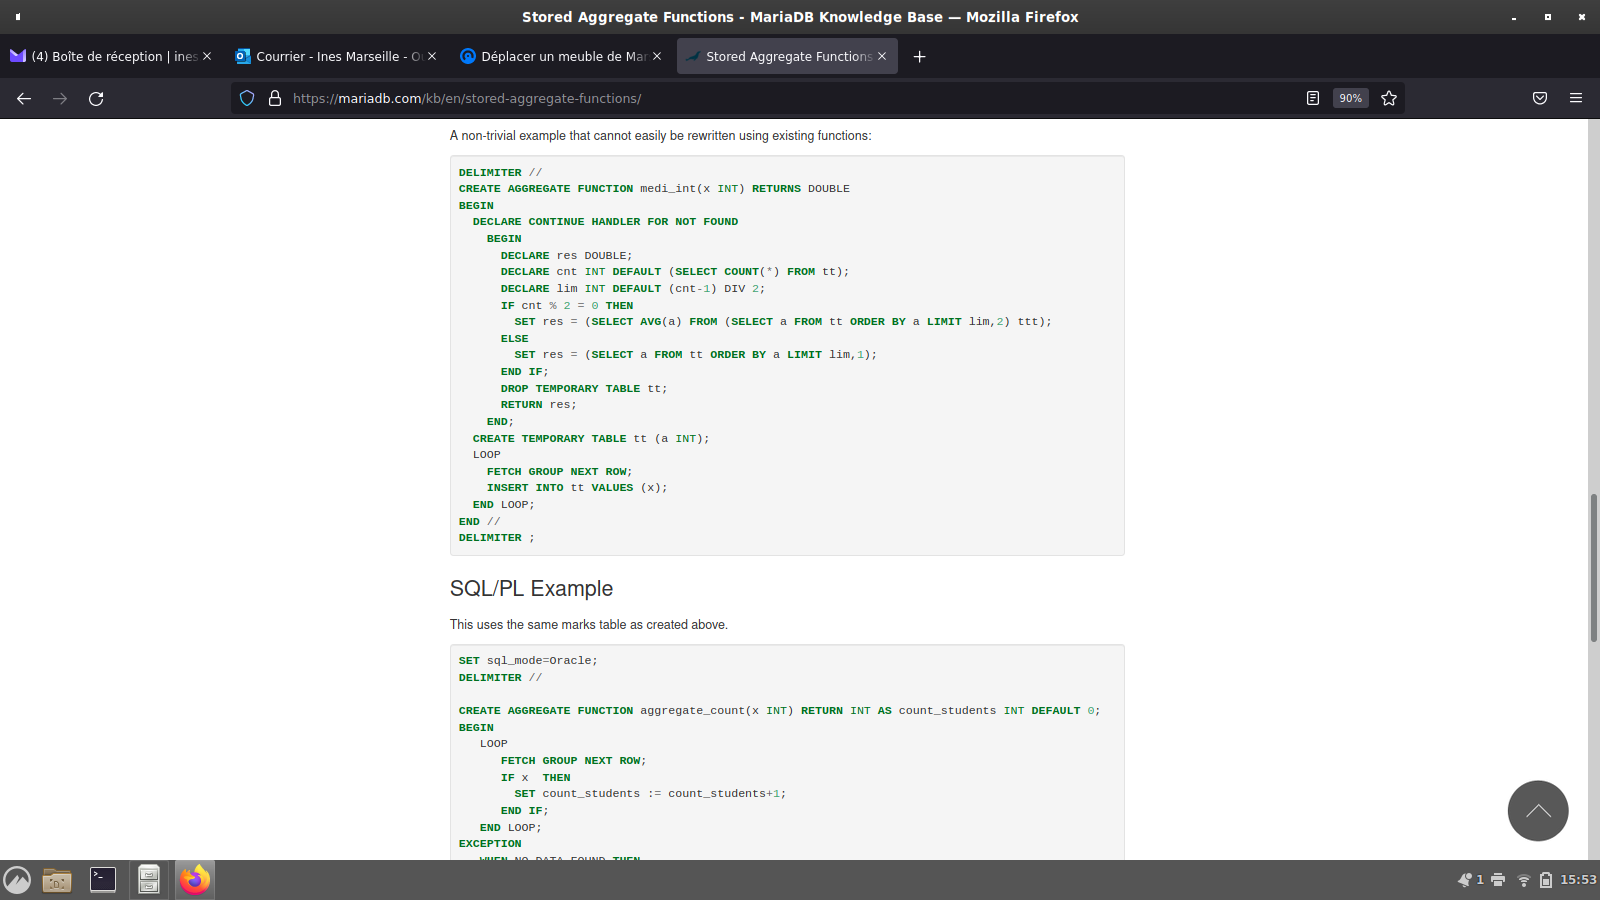 Stored Aggregate Functions - MariaDB Knowledge Base — Mozilla Firefox
(4) Boîte de réception | ines
Courrier - Ines Marseille - O
Déplacer un meuble de Mar
Stored Aggregate Functions
https://mariadb.com/kb/en/stored-aggregate-functions/
90%
A non-trivial example that cannot easily be rewritten using existing functions:
DELIMITER //
CREATE AGGREGATE FUNCTION medi_int(x INT) RETURNS DOUBLE
BEGIN
DECLARE CONTINUE HANDLER FOR NOT FOUND
BEGIN
DECLARE res DOUBLE;
DECLARE cnt INT DEFAULT (SELECT COUNT(*) FROM tt);
DECLARE lim INT DEFAULT (cnt-1) DIV 2;
IF cnt % 2 = 0 THEN
SET res = (SELECT AVG(a) FROM (SELECT a FROM tt ORDER BY a LIMIT lim,2) ttt);
ELSE
SET res = (SELECT a FROM tt ORDER BY a LIMIT lim,1);
END IF;
DROP TEMPORARY TABLE tt;
RETURN res;
END;
CREATE TEMPORARY TABLE tt (a INT);
LOOP
FETCH GROUP NEXT ROW;
INSERT INTO tt VALUES (x);
END LOOP;
END //
DELIMITER ;
SQL/PL Example
This uses the same marks table as created above.
SET sql_mode=Oracle;
DELIMITER //
CREATE AGGREGATE FUNCTION aggregate_count(x INT) RETURN INT AS count_students INT DEFAULT 0;
BEGIN
LOOP
FETCH GROUP NEXT ROW;
IF x  THEN
SET count_students := count_students+1;
END IF;
END LOOP;
EXCEPTION
WHEN NO_DATA_FOUND THEN
1
15:53